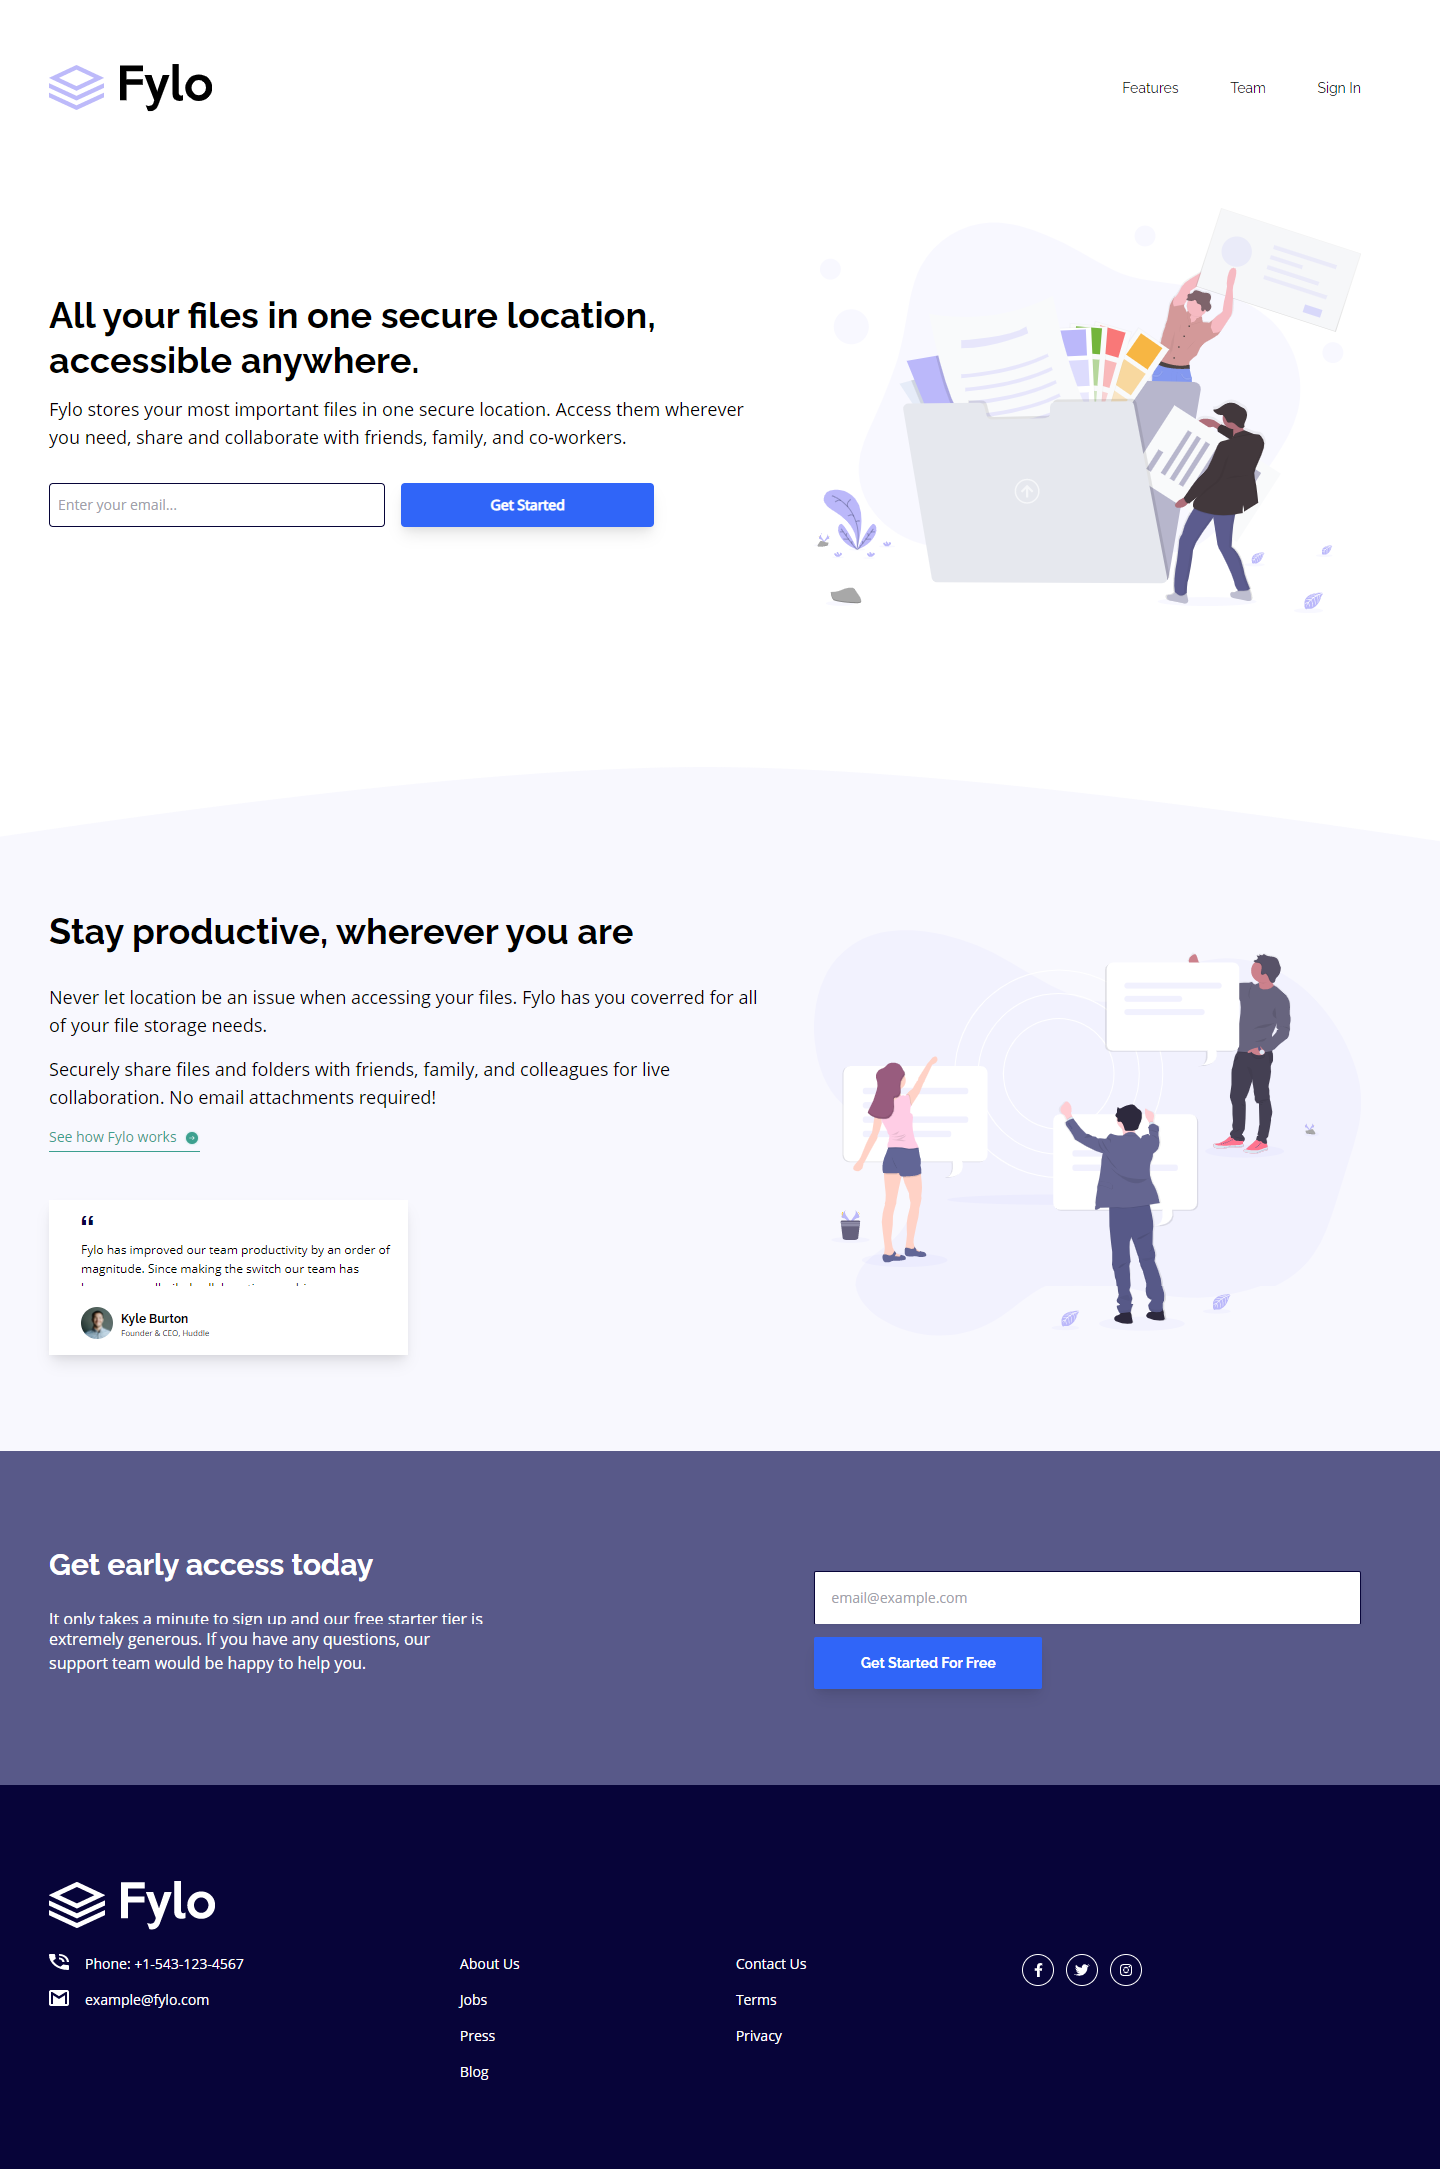 Fylo
Features
Team
Sign In
All your files in one secure location,
accessible anywhere.
Fylo stores your most important files in one secure location. Access them wherever
you need, share and collaborate with friends, family, and co-workers.
Enter your email...
Get Started
Stay productive, wherever you are
Never let location be an issue when accessing your files. Fylo has you coverred for all
of your file storage needs.
Securely share files and folders with friends, family, and colleagues for live
collaboration. No email attachments required!
See how Fylo works
“
Fylo has improved our team productivity by an order of
magnitude. Since making the switch our team has
Kyle Burton
Founder & CEO, Huddle
Get early access today
It only takes a minute to sign up and our free starter tier is
extremely generous. If you have any questions, our
support team would be happy to help you.
email@example.com
Get Started For Free
Fylo
Phone: +1-543-123-4567
example@fylo.com
About Us
Jobs
Press
Blog
Contact Us
Terms
Privacy